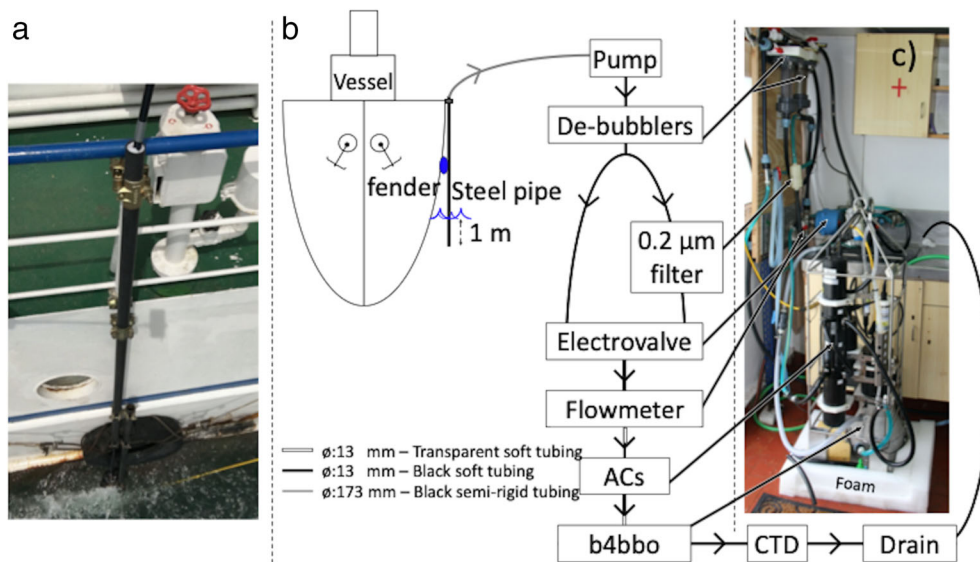 a
b
c)
Vessel
Pump
De-bubblers
fender
Steel pipe
1 m
0.2 μm
filter
Electrovalve
Flowmeter
ø:13 mm – Transparent soft tubing
ø:13 mm – Black soft tubing
ø:173 mm – Black semi-rigid tubing
ACs
Foam
b4bbo
CTD
Drain